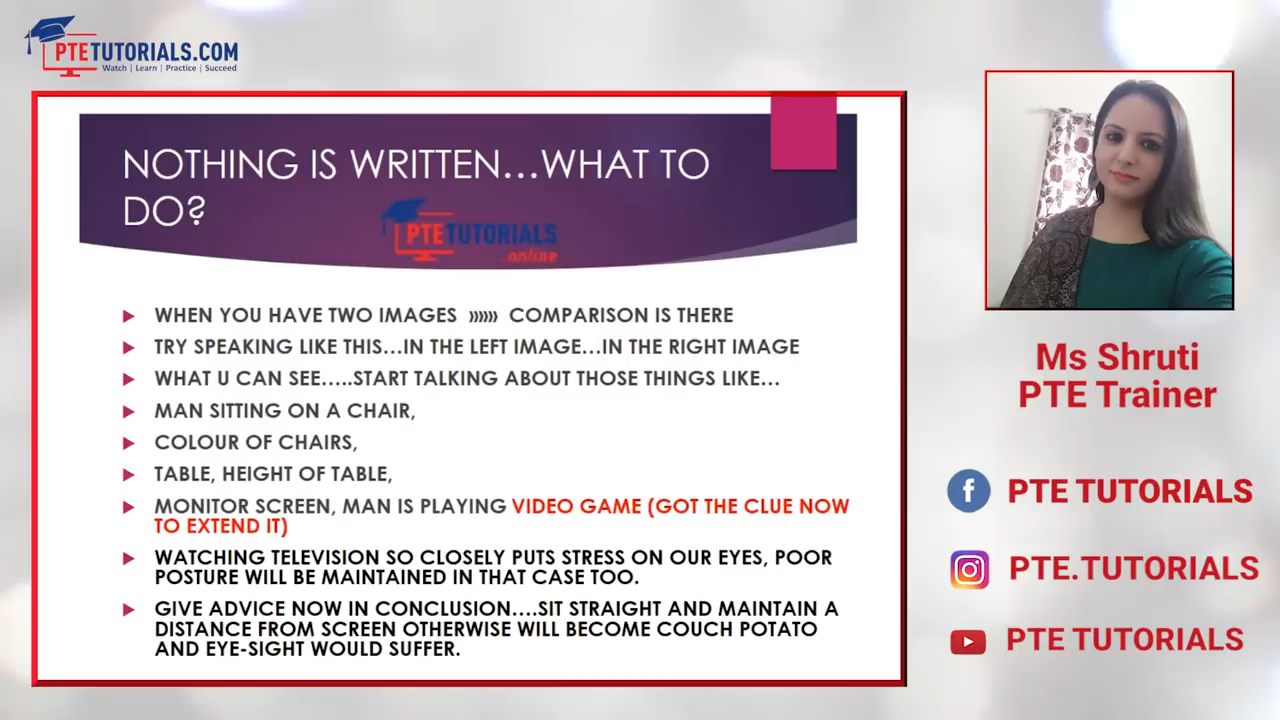 PTETUTORIALS.COM
Watch | Learn | Practice | Succeed
NOTHING IS WRITTEN...WHAT TO
DO?
PTETUTORIALS
online
WHEN YOU HAVE TWO IMAGES »»»» COMPARISON IS THERE
TRY SPEAKING LIKE THIS...IN THE LEFT IMAGE...IN THE RIGHT IMAGE
WHAT U CAN SEE.....START TALKING ABOUT THOSE THINGS LIKE...
MAN SITTING ON A CHAIR,
COLOUR OF CHAIRS,
TABLE, HEIGHT OF TABLE,
MONITOR SCREEN, MAN IS PLAYING VIDEO GAME (GOT THE CLUE NOW
TO EXTEND IT)
WATCHING TELEVISION SO CLOSELY PUTS STRESS ON OUR EYES, POOR
POSTURE WILL BE MAINTAINED IN THAT CASE TOO.
GIVE ADVICE NOW IN CONCLUSION....SIT STRAIGHT AND MAINTAIN A
DISTANCE FROM SCREEN OTHERWISE WILL BECOME COUCH POTATO
AND EYE-SIGHT WOULD SUFFER.
Ms Shruti
PTE Trainer
PTE TUTORIALS
PTE.TUTORIALS
PTE TUTORIALS